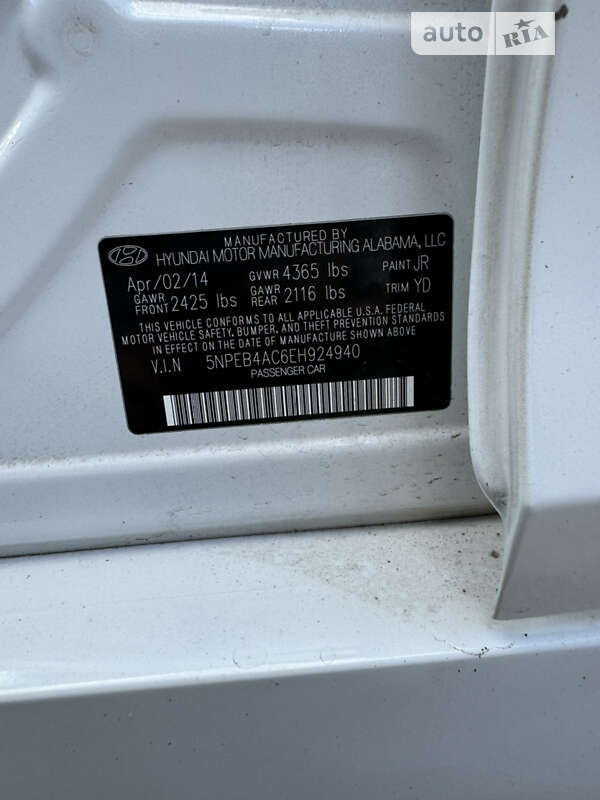 auto RIA
MANUFACTURED BY
HYUNDAI MOTOR MANUFACTURING ALABAMA, LLC
Apr/02/14 GVWR 4365 lbs PAINT JR
GAWR FRONT 2425 lbs GAWR REAR 2116 lbs TRIM YD
THIS VEHICLE CONFORMS TO ALL APPLICABLE U.S.A. FEDERAL
MOTOR VEHICLE SAFETY, BUMPER, AND THEFT PREVENTION STANDARDS
IN EFFECT ON THE DATE OF MANUFACTURE SHOWN ABOVE.
V.I.N 5NPEB4AC6EH924940
PASSENGER CAR